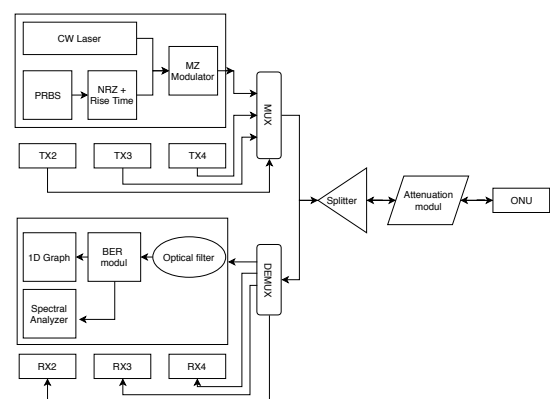 CW Laser
MZ
Modulator
PRBS
NRZ +
Rise Time
MUX
TX2
TX3
TX4
Splitter
Attenuation
modul
ONU
1D Graph
BER
modul
Optical filter
DEMUX
Spectral
Analyzer
RX2
RX3
RX4